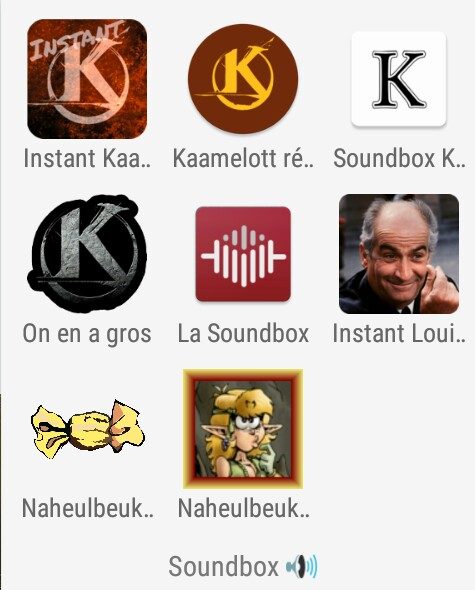 INSTANT
K
K
K
Instant Kaa..
Kaamelott ré..
Soundbox K..
K
On en a gros
La Soundbox
Instant Loui..
Naheulbeuk..
Naheulbeuk..
Soundbox 🔊